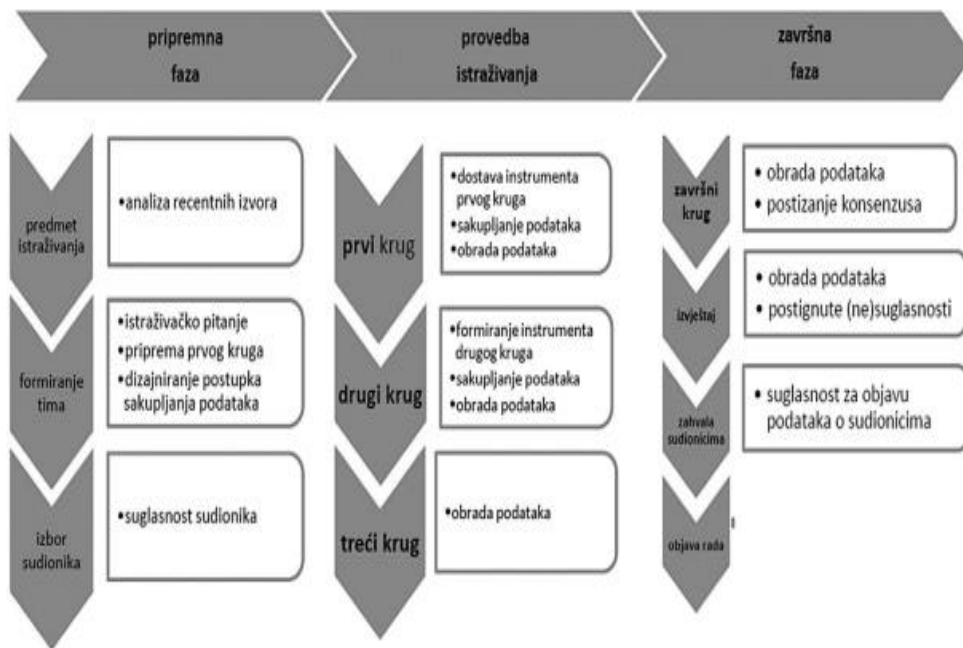 pripremna
faza
provedba
istraživanja
završna
faza
predmet
istraživanja
•analiza recentnih izvora
formiranje
tima
•istraživačko pitanje
•priprema prvog kruga
•dizajniranje postupka
sakupljanja podataka
izbor
sudionika
•suglasnost sudionika
prvi krug
•dostava instrumenta
prvog kruga
•sakupljanje podataka
•obrada podataka
drugi krug
•formiranje instrumenta
drugog kruga
•sakupljanje podataka
•obrada podataka
treći krug
•obrada podataka
završni
krug
• obrada podataka
• postizanje konsenzusa
izvještaj
• obrada podataka
• postignute (ne)suglasnosti
zahvala
sudionicima
• suglasnost za objavu
podataka o sudionicima
objava rada